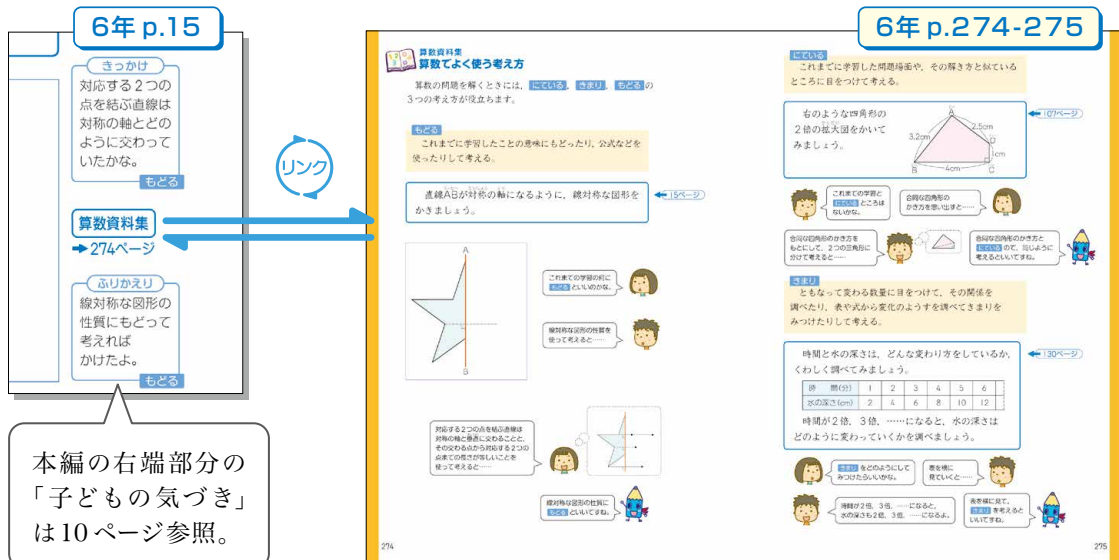 6年 p.15
きっかけ
対応する2つの
点を結ぶ直線は
対称の軸とどの
ように交わって
いたかな。
もどる
算数資料集
➡274ページ
ふりかえり
線対称な図形の
性質にもどって
考えれば
かけたよ。
もどる
本編の右端部分の
「子どもの気づき」
は10ページ参照。
リンク
6年 p.274-275
算数資料集
算数でよく使う考え方
算数の問題を解くときには、にている、きまり、もどるの
3つの考え方が役立ちます。
もどる
これまでに学習したことの意味にもどったり、公式などを
使ったりして考える。
直線ABが対称の軸になるように、線対称な図形を
かきましょう。
15ページ
A
B
これまでの学習の何に
もどるといいのかな。
線対称な図形の性質を
使って考えると……
対応する2つの点を結ぶ直線は
対称の軸と垂直に交わることと、
その交わる点から対応する2つの
点までの長さが等しいことを
使って考えると……
線対称な図形の性質に
もどるといいですね。
274
にている
これまでに学習した問題場面や、その解き方と似ている
ところに目をつけて考える。
右のような四角形の
2倍の拡大図をかいて
みましょう。
A
3.2cm
2.5cm
D
1cm
B
4cm
C
107ページ
これまでの学習と
にているところは
ないかな。
合同な四角形の
かき方を思い出すと……
合同な四角形のかき方を
もとにして、2つの三角形に
分けて考えると……
合同な四角形のかき方と
にているので、同じように
考えるといいですね。
きまり
ともなって変わる数量に目をつけて、その関係を
調べたり、表や式から変化のようすを調べてきまりを
みつけたりして考える。
時間と水の深さは、どんな変わり方をしているか、
くわしく調べてみましょう。
130ページ
時 間(分) 1 2 3 4 5 6
水の深さ(cm) 2 4 6 8 10 12
時間が2倍、3倍、……になると、水の深さは
どのように変わっていくかを調べましょう。
きまりをどのようにして
みつけたらいいかな。
表を横に
見ていくと……
時間が2倍、3倍、……になると、
水の深さも2倍、3倍、……になるよ。
表を横に見て、
きまりを考えると
いいですね。
275